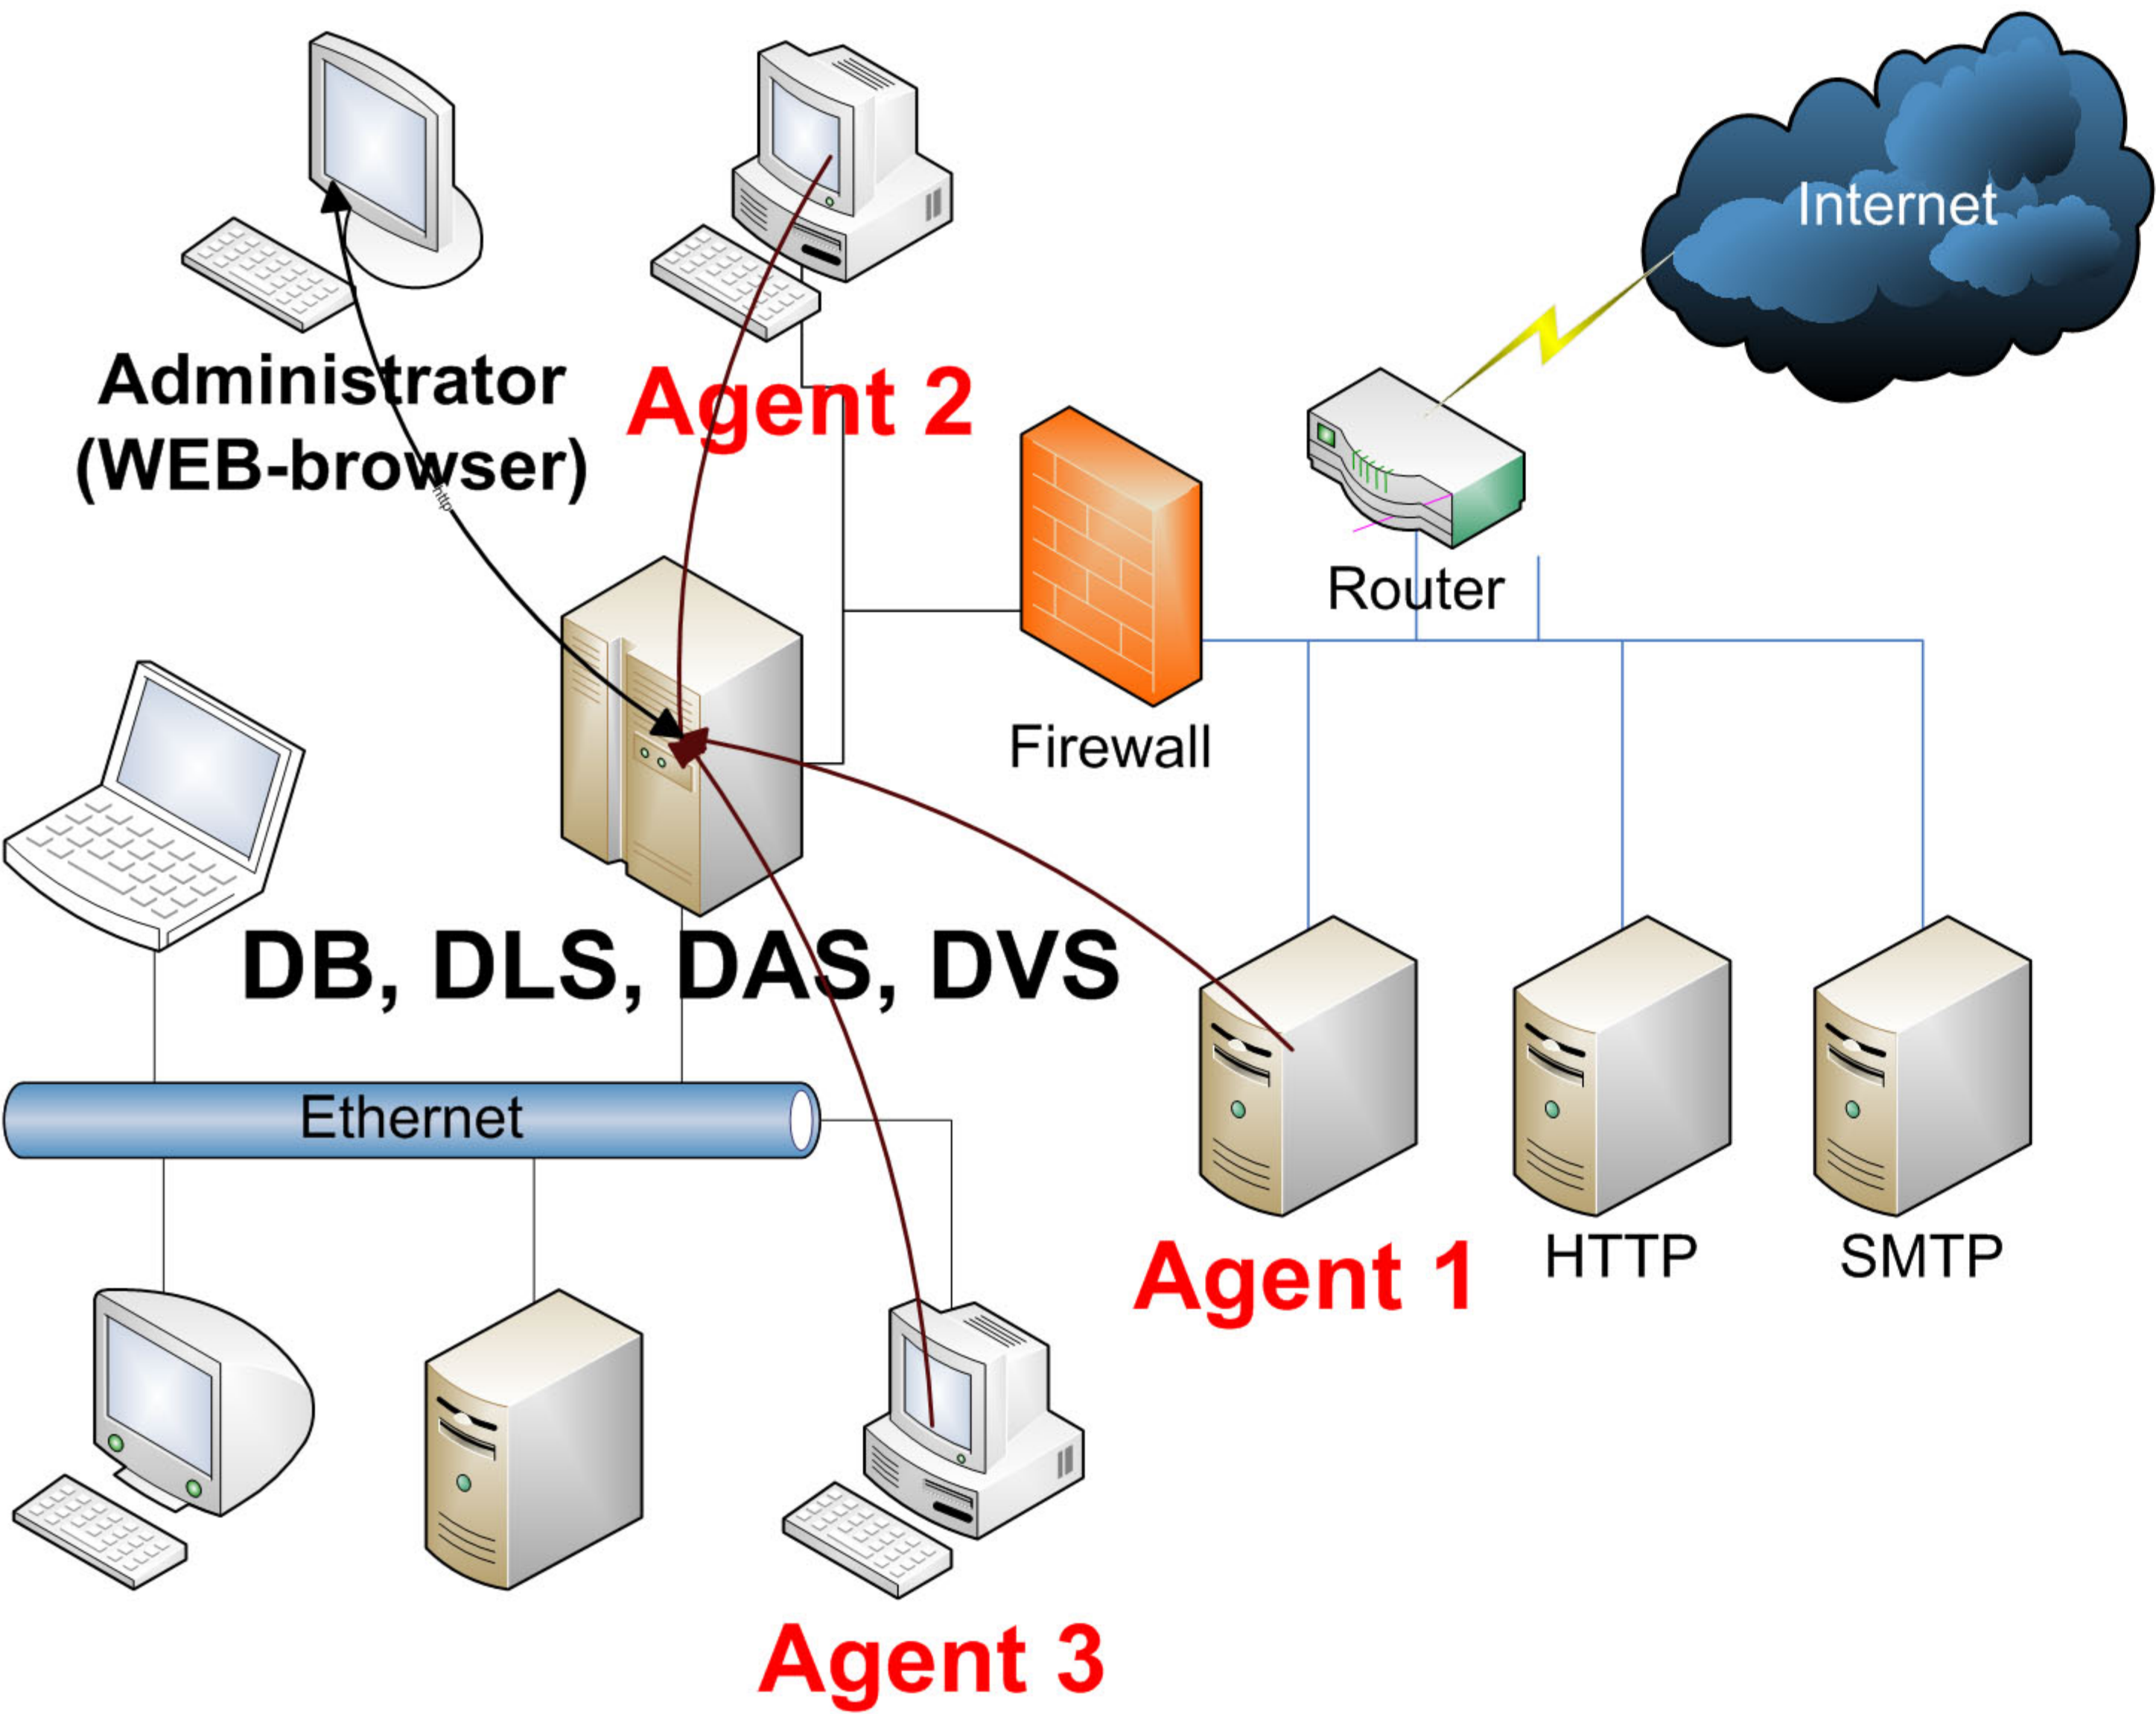 Internet
Administrator
(WEB-browser)
Agent 2
http
Router
Firewall
DB, DLS, DAS, DVS
Ethernet
Agent 1
HTTP
SMTP
Agent 3